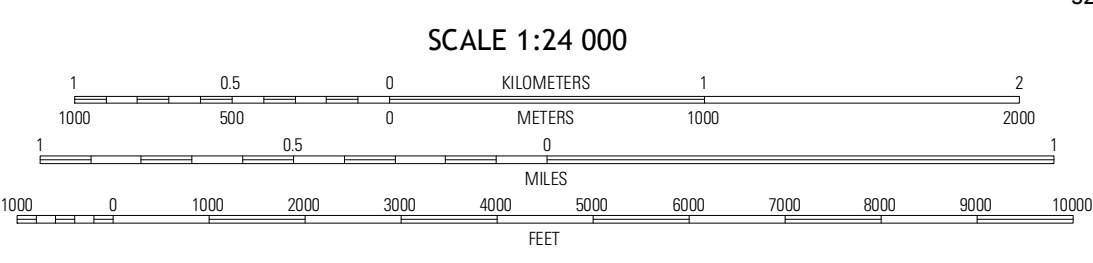 SCALE 1:24 000
1 0.5 0 KILOMETERS 1 2
1000 500 0 METERS 1000 2000
1 0.5 0 1
MILES
1000 0 1000 2000 3000 4000 5000 6000 7000 8000 9000 10000
FEET